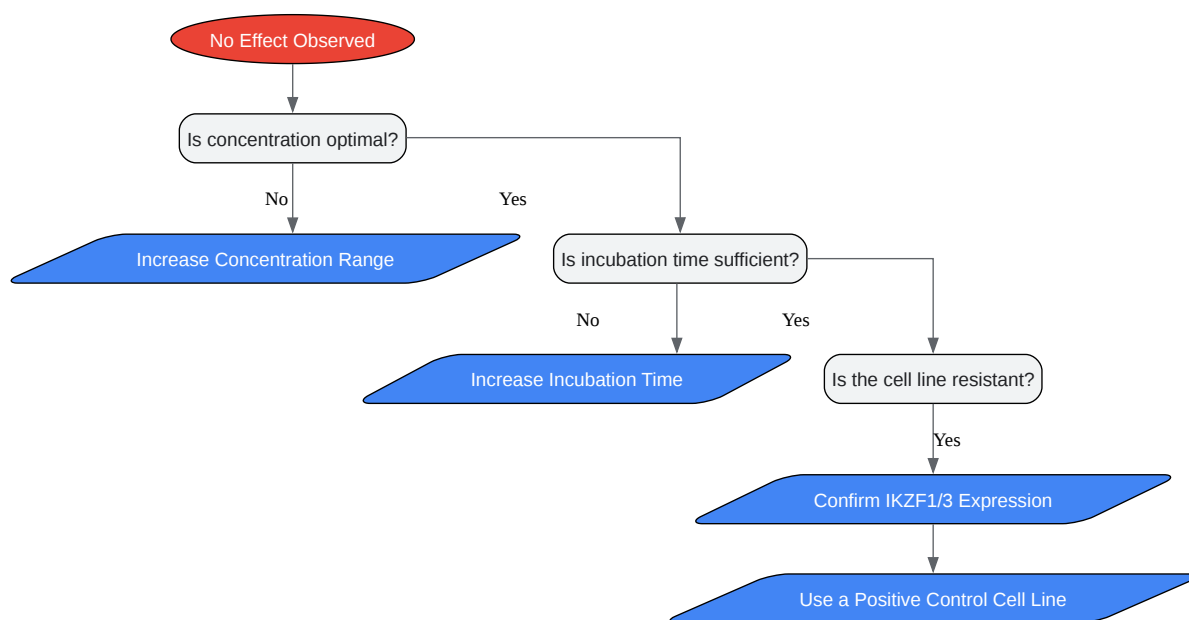 No Effect Observed
Is concentration optimal?
No
Yes
Increase Concentration Range
Is incubation time sufficient?
No
Yes
Increase Incubation Time
Is the cell line resistant?
Yes
Confirm IKZF1/3 Expression
Use a Positive Control Cell Line